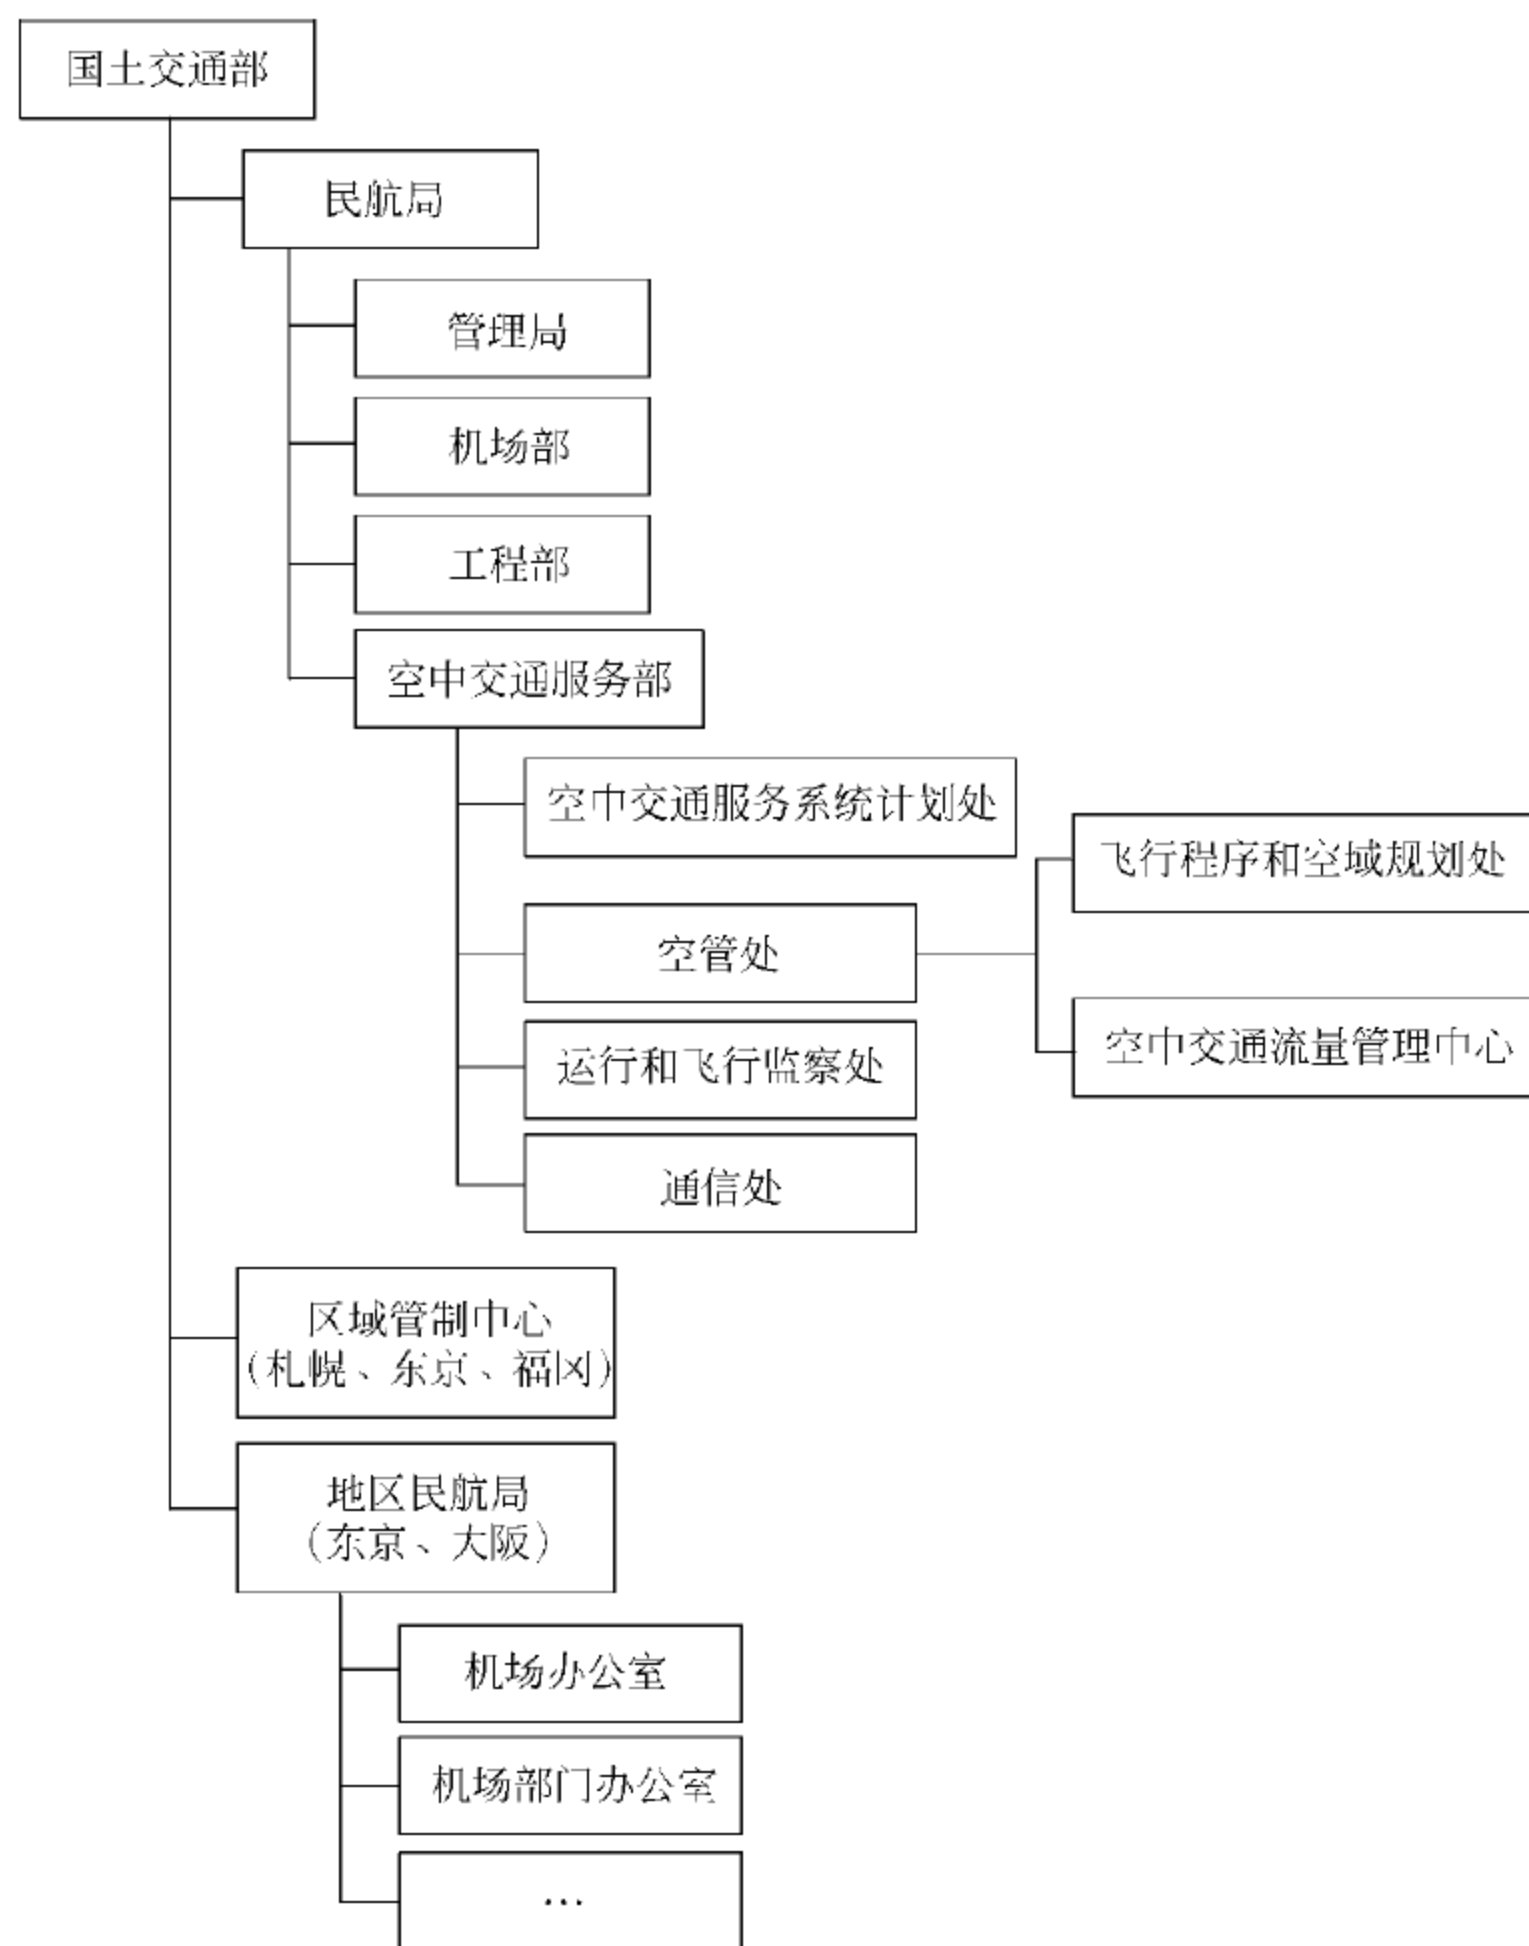 国土交通部
民航局
管理局
机场部
工程部
空中交通服务部
空中交通服务系统计划处
飞行程序和空域规划处
空管处
空中交通流量管理中心
运行和飞行监察处
通信处
区域管制中心
(札幌、东京、福冈)
地区民航局
(东京、大阪)
机场办公室
机场部门办公室
…